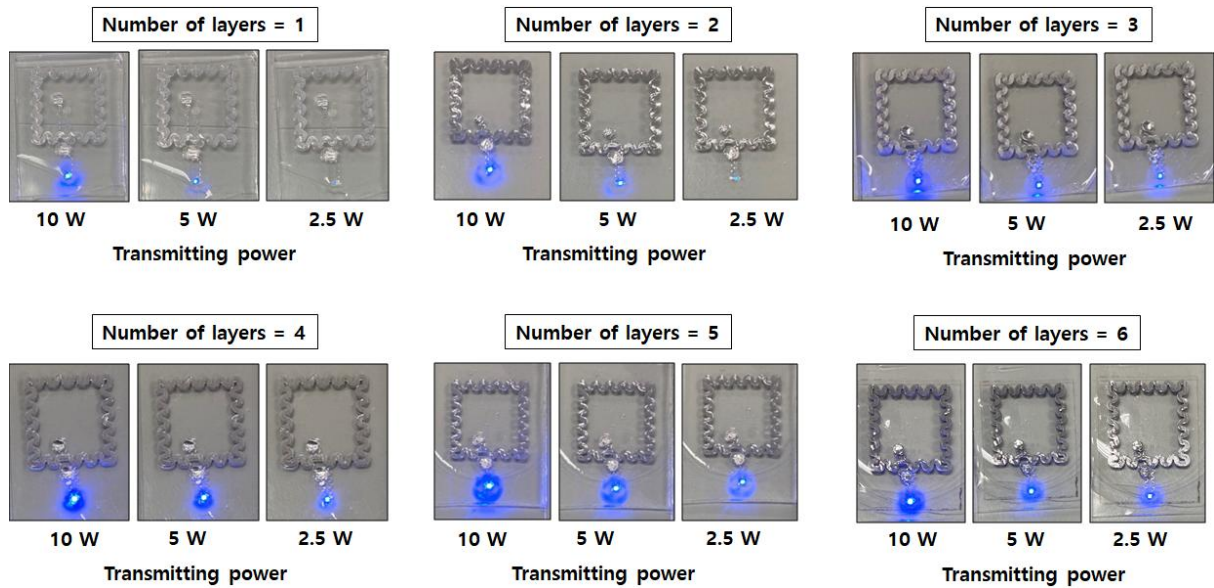 Number of layers = 1
10 W 5 W 2.5 W
Transmitting power
Number of layers = 2
10 W 5 W 2.5 W
Transmitting power
Number of layers = 3
10 W 5 W 2.5 W
Transmitting power
Number of layers = 4
10 W 5 W 2.5 W
Transmitting power
Number of layers = 5
10 W 5 W 2.5 W
Transmitting power
Number of layers = 6
10 W 5 W 2.5 W
Transmitting power